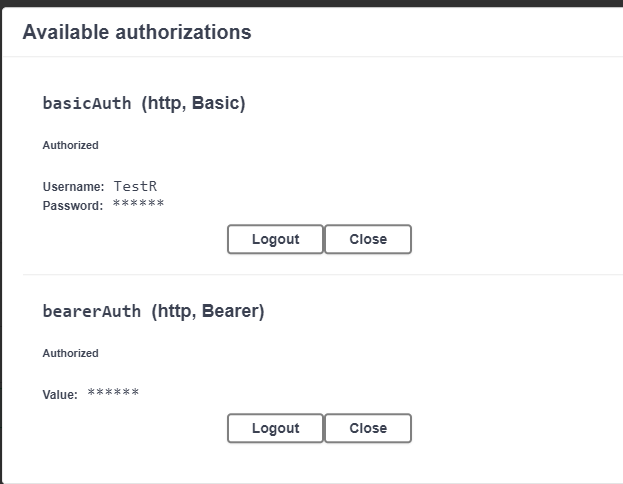 Available authorizations
basicAuth (http, Basic)
Authorized
Username: TestR
Password: ******
Logout Close
bearerAuth (http, Bearer)
Authorized
Value: ******
Logout Close